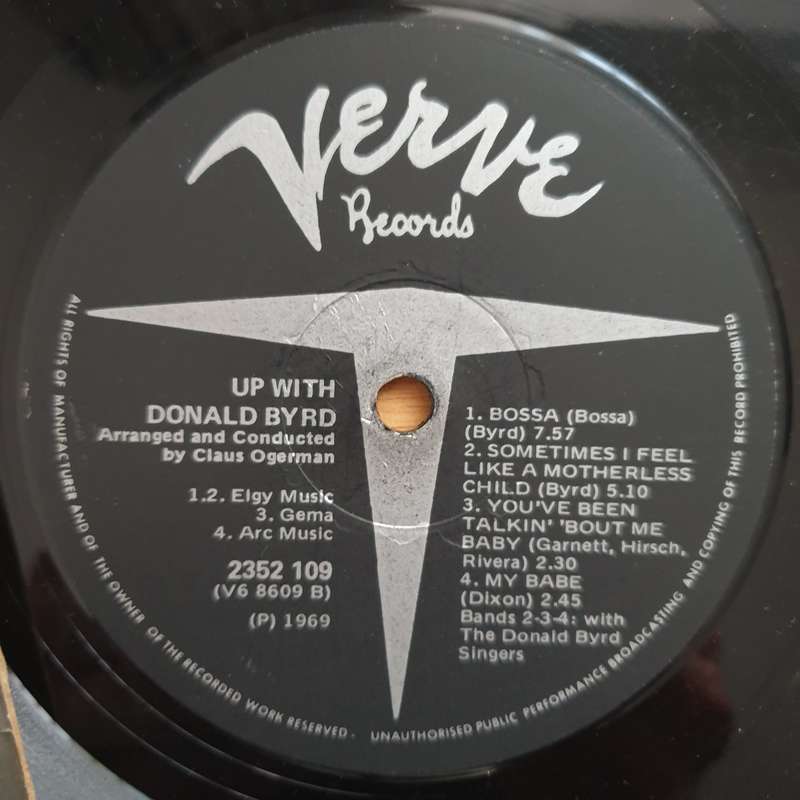 Verve
Records
UP WITH
DONALD BYRD
Arranged and Conducted
by Claus Ogerman
1.2. Elgy Music
3. Gema
4. Arc Music
2352 109
(V6 8609 B)
(P) 1969
1. BOSSA (Bossa)
(Byrd) 7.57
2. SOMETIMES I FEEL
LIKE A MOTHERLESS
CHILD (Byrd) 5.10
3. YOU'VE BEEN
TALKIN' 'BOUT ME
BABY (Garnett, Hirsch,
Rivera) 2.30
4. MY BABE
(Dixon) 2.45
Bands 2-3-4: with
The Donald Byrd
Singers
ALL RIGHTS OF MANUFACTURER AND OF THE OWNER OF THE RECORDED WORK RESERVED. UNAUTHORISED PUBLIC PERFORMANCE BROADCASTING AND COPYING OF THIS RECORD PROHIBITED